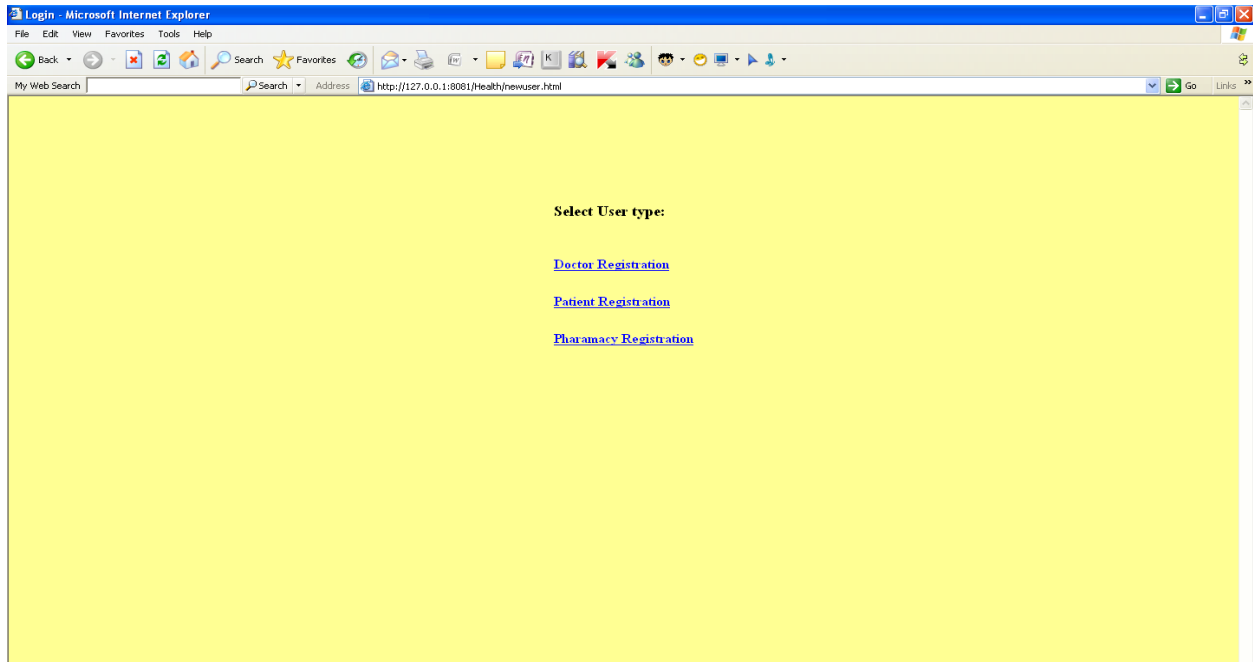 Login - Microsoft Internet Explorer
File Edit View Favorites Tools Help
Back Search Favorites
My Web Search Search Address http://127.0.0.1:8081/Health/newuser.html Go Links »
Select User type:
Doctor Registration
Patient Registration
Pharamacy Registration